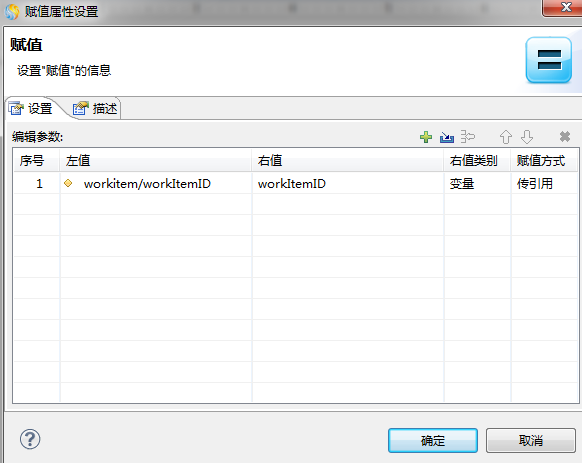 赋值属性设置
赋值
设置"赋值"的信息
设置 描述
编辑参数:
序号 左值 右值 右值类别 赋值方式
1 workitem/workItemID workItemID 变量 传引用
确定 取消